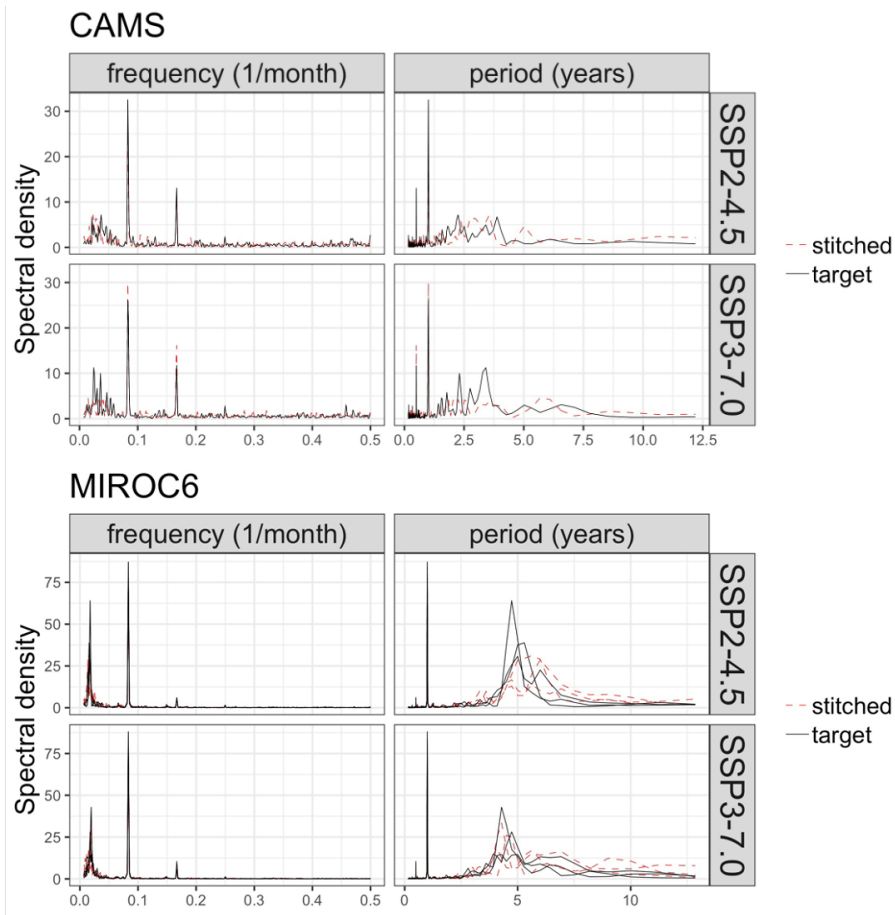 CAMS
frequency (1/month) period (years)
Spectral density
30
20
10
0
SSP2-4.5
30
20
10
0
SSP3-7.0
0.0 0.1 0.2 0.3 0.4 0.5 0.0 2.5 5.0 7.5 10.0 12.5
stitched
target
MIROC6
frequency (1/month) period (years)
Spectral density
75
50
25
0
SSP2-4.5
75
50
25
0
SSP3-7.0
0.0 0.1 0.2 0.3 0.4 0.5 0 5 10
stitched
target